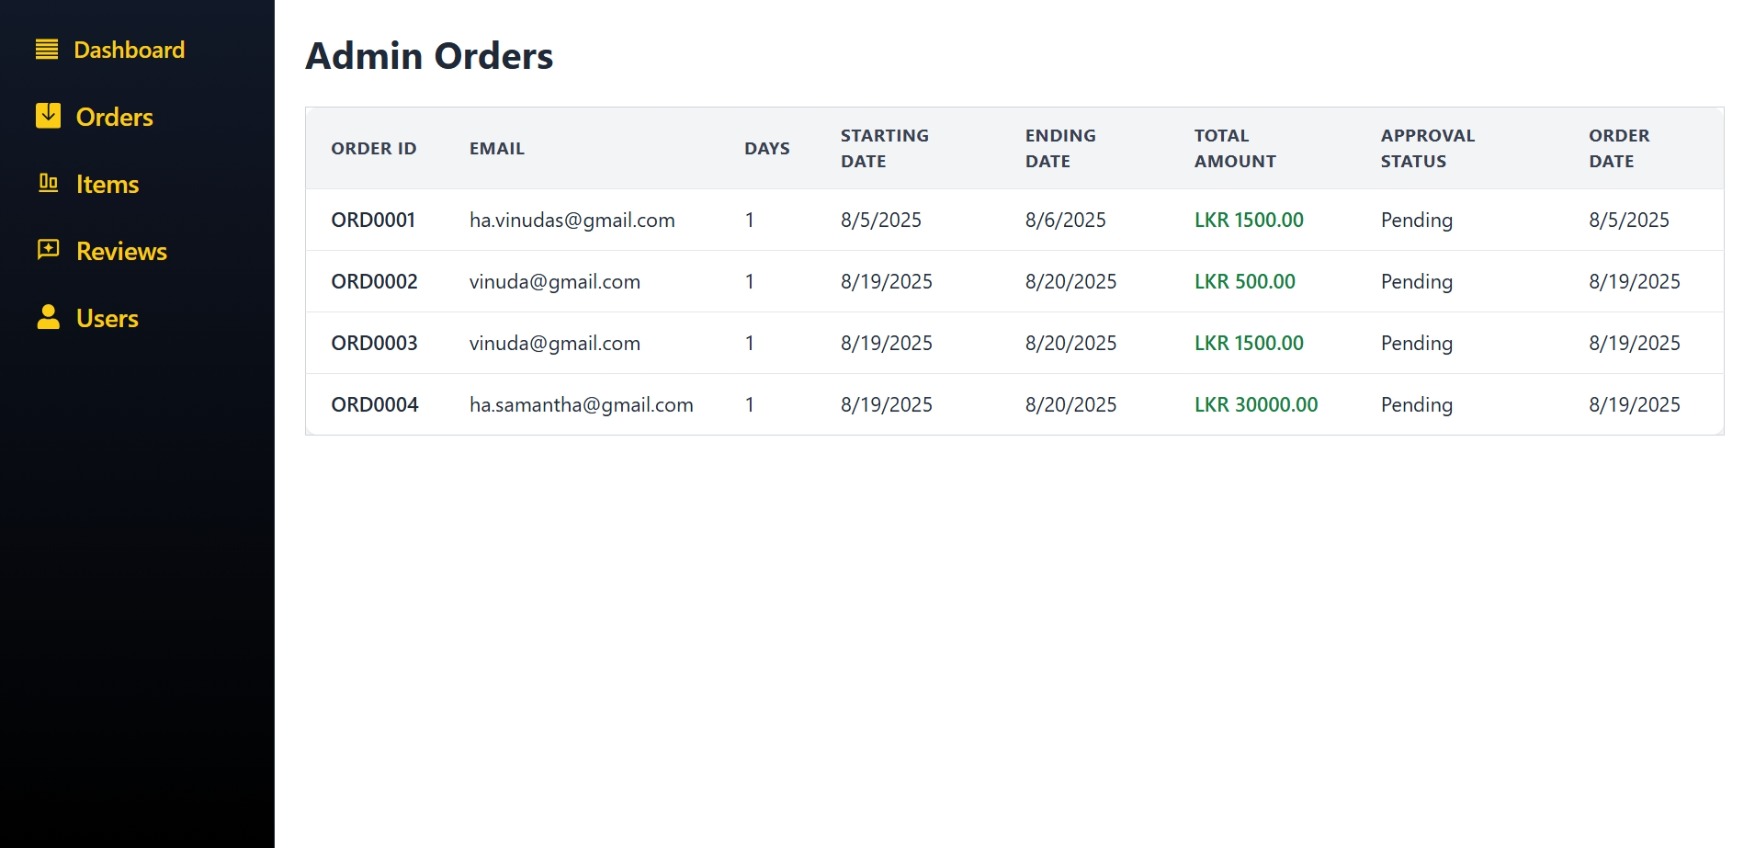 Dashboard
Orders
Items
Reviews
Users
Admin Orders
ORDER ID EMAIL DAYS STARTING DATE ENDING DATE TOTAL AMOUNT APPROVAL STATUS ORDER DATE
ORD0001 ha.vinudas@gmail.com 1 8/5/2025 8/6/2025 LKR 1500.00 Pending 8/5/2025
ORD0002 vinuda@gmail.com 1 8/19/2025 8/20/2025 LKR 500.00 Pending 8/19/2025
ORD0003 vinuda@gmail.com 1 8/19/2025 8/20/2025 LKR 1500.00 Pending 8/19/2025
ORD0004 ha.samantha@gmail.com 1 8/19/2025 8/20/2025 LKR 30000.00 Pending 8/19/2025